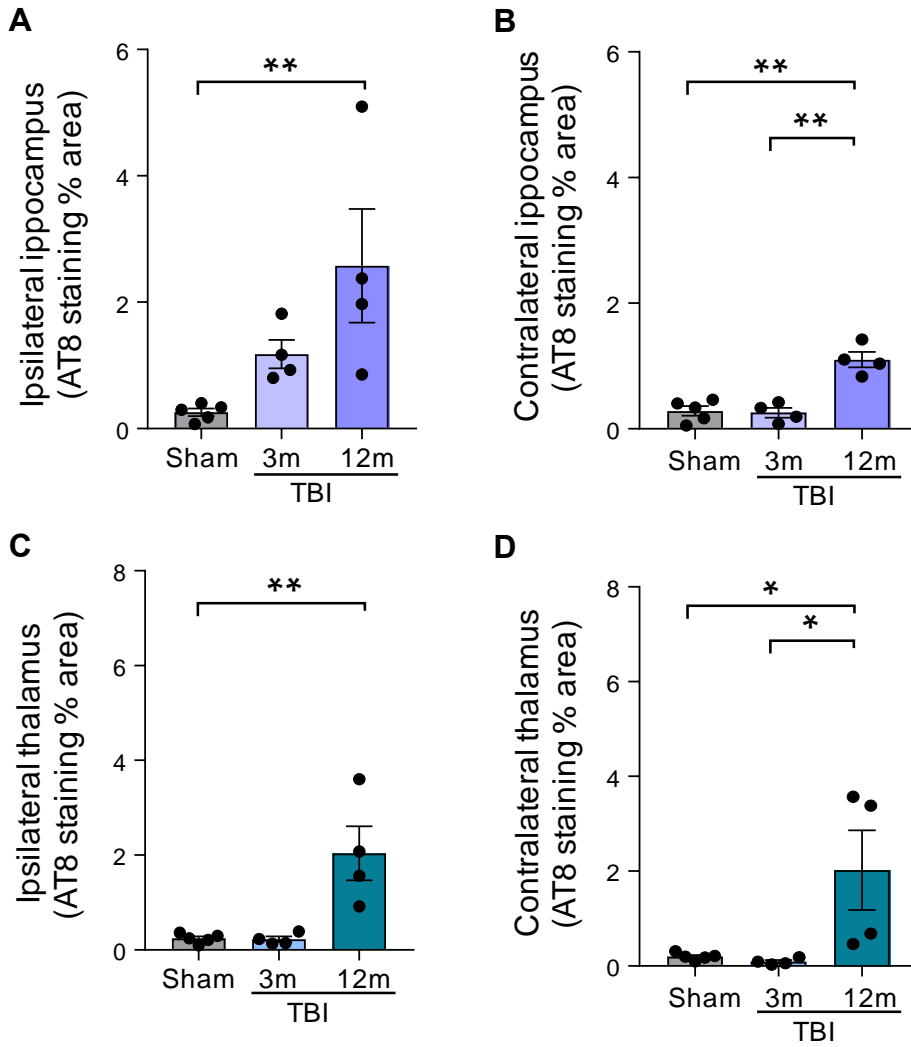 A
Ipsilateral ippocampus
(AT8 staining % area)
6
4
2
0
**
Sham
3m
12m
TBI
B
Contralateral ippocampus
(AT8 staining % area)
6
4
2
0
**
**
Sham
3m
12m
TBI
C
Ipsilateral thalamus
(AT8 staining % area)
8
6
4
2
0
**
Sham
3m
12m
TBI
D
Contralateral thalamus
(AT8 staining % area)
8
6
4
2
0
*
*
Sham
3m
12m
TBI